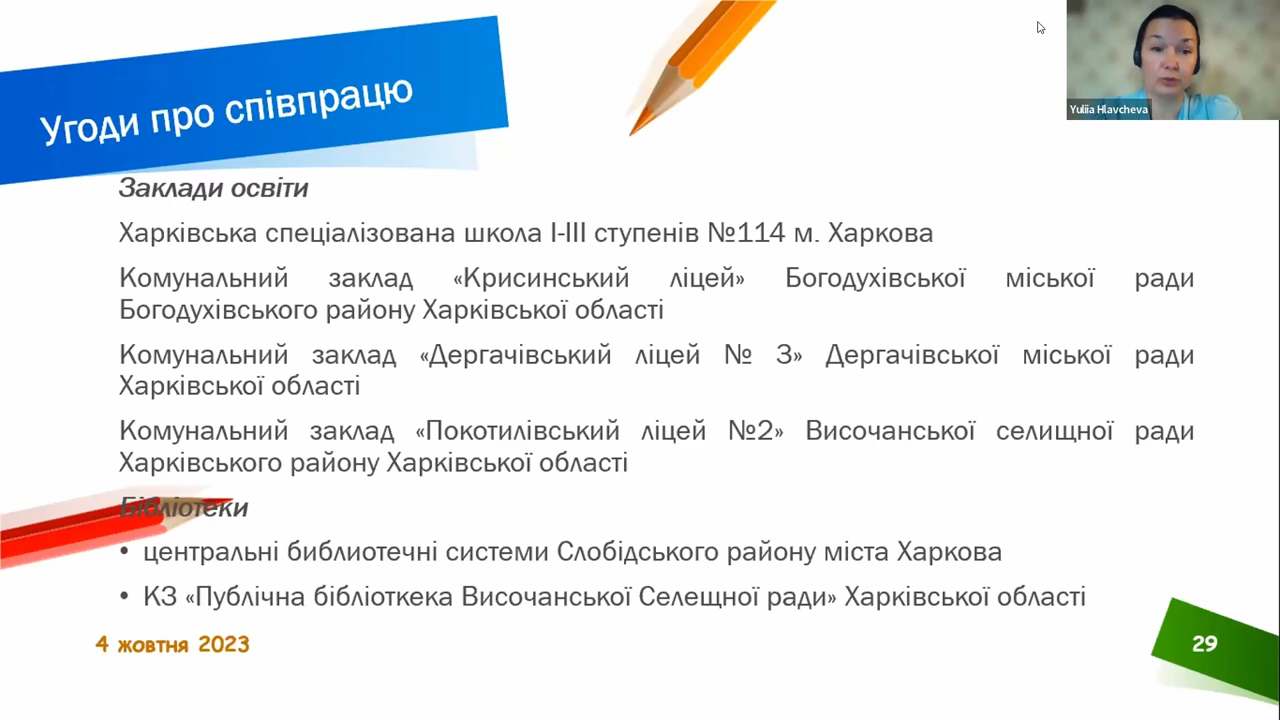 Yuliia Hlavcheva
Угоди про співпрацю
Заклади освіти
Харківська спеціалізована школа І-ІІІ ступенів №114 м. Харкова
Комунальний заклад «Крисинський ліцей» Богодухівської міської ради
Богодухівського району Харківської області
Комунальний заклад «Дергачівський ліцей № 3» Дергачівської міської ради
Харківської області
Комунальний заклад «Покотилівський ліцей №2» Височанської селищної ради
Харківського району Харківської області
Бібліотеки
• центральні библиотечні системи Слобідського району міста Харкова
• КЗ «Публічна бібліоткека Височанської Селещної ради» Харківської області
4 жовтня 2023
29